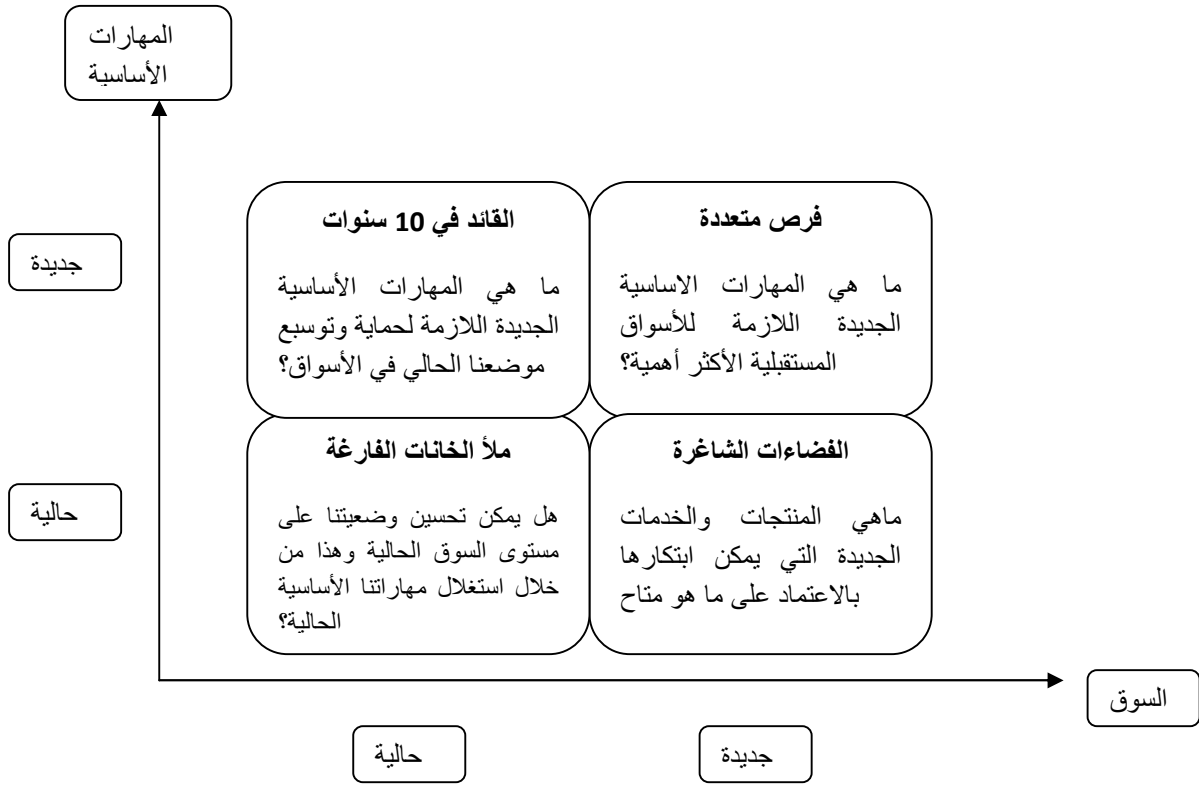 المهارات
الأساسية
القائد في 10 سنوات
ما هي المهارات الأساسية
الجديدة اللازمة لحماية وتوسيع
موضعنا الحالي في الأسواق؟
فرص متعددة
ما هي المهارات الاساسية
الجديدة اللازمة للأسواق
المستقبلية الأكثر أهمية؟
جديدة
ملأ الخانات الفارغة
هل يمكن تحسين وضعيتنا على
مستوى السوق الحالية وهذا من
خلال استغلال مهاراتنا الأساسية
الحالية؟
الفضاءات الشاغرة
ماهي المنتجات والخدمات
الجديدة التي يمكن ابتكارها
بالاعتماد على ما هو متاح
حالية
السوق
حالية
جديدة